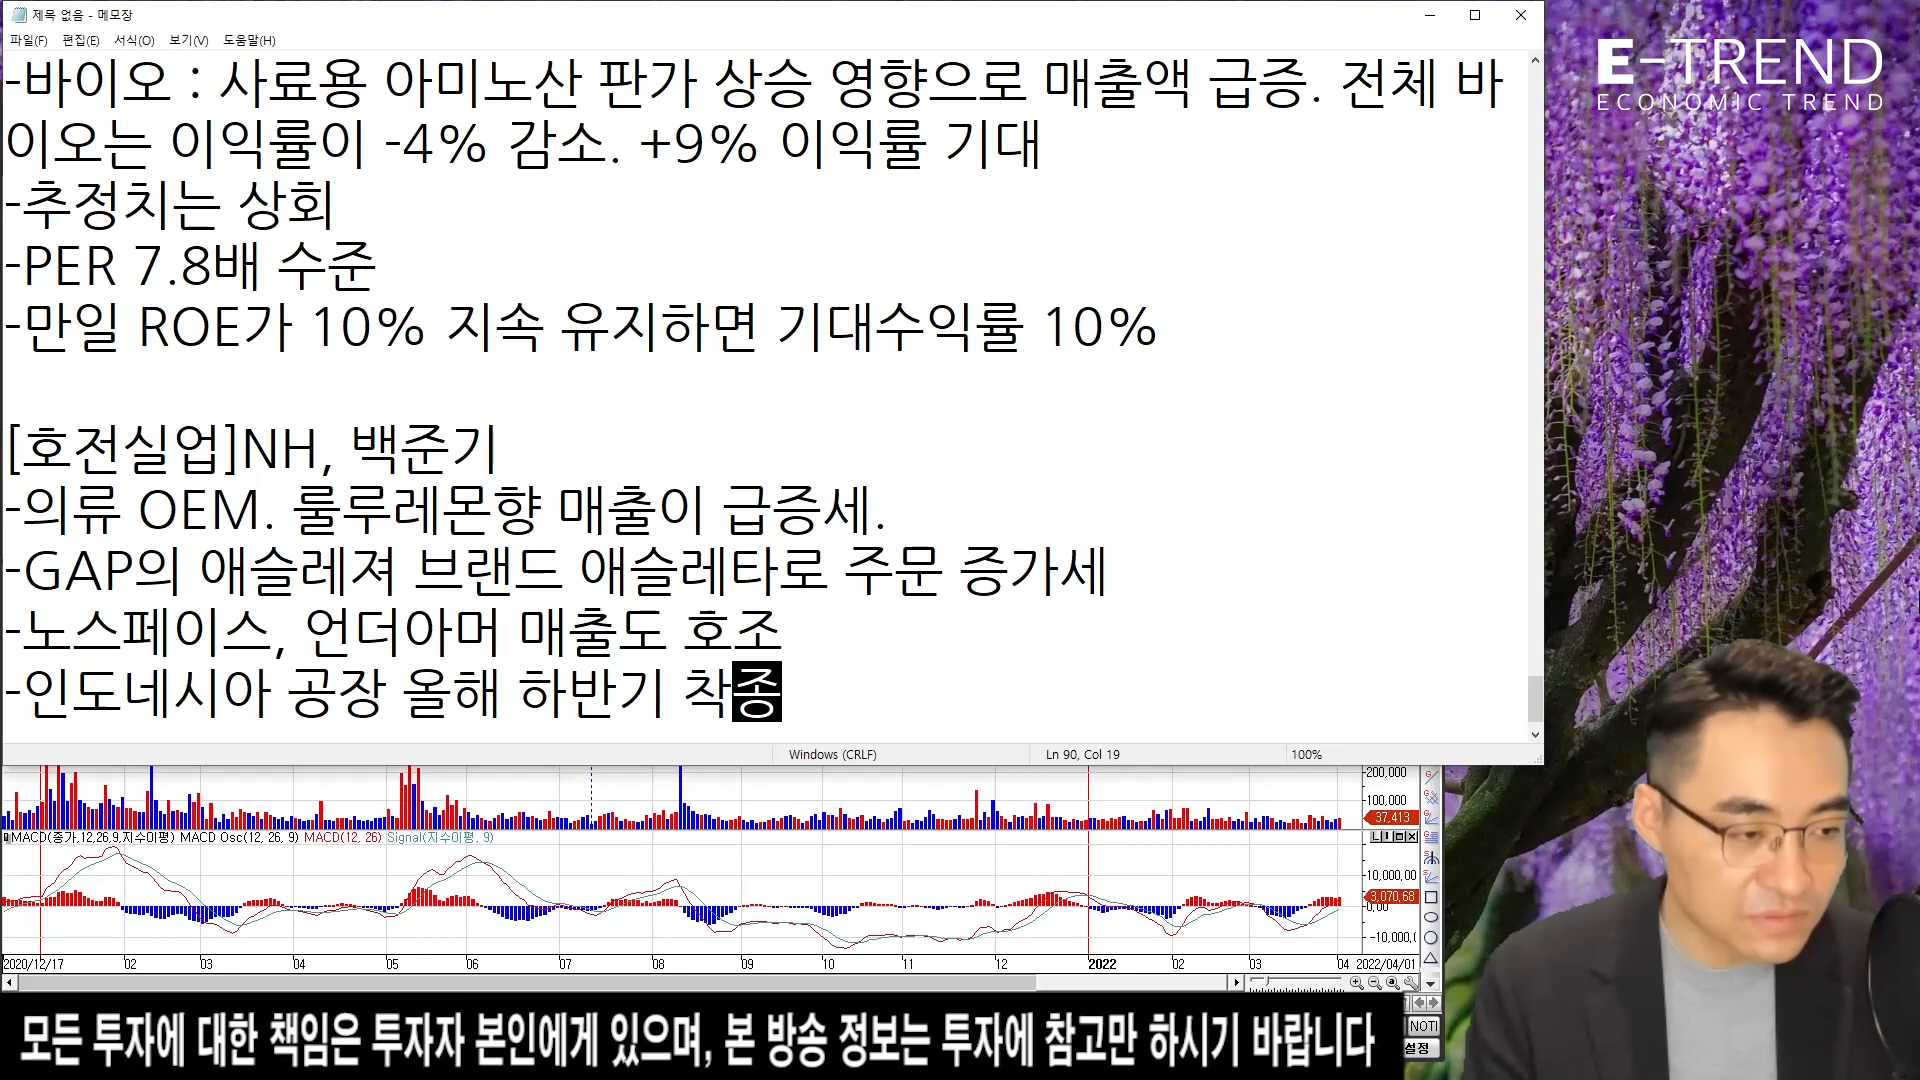 제목 없음 - 메모장
파일(F) 편집(E) 서식(O) 보기(V) 도움말(H)
-바이오 : 사료용 아미노산 판가 상승 영향으로 매출액 급증. 전체 바
이오는 이익률이 -4% 감소. +9% 이익률 기대
-추정치는 상회
-PER 7.8배 수준
-만일 ROE가 10% 지속 유지하면 기대수익률 10%
[호전실업]NH, 백준기
-의류 OEM. 룰루레몬향 매출이 급증세.
-GAP의 애슬레져 브랜드 애슬레타로 주문 증가세
-노스페이스, 언더아머 매출도 호조
-인도네시아 공장 올해 하반기 착종
Windows (CRLF) Ln 90, Col 19 100%
E-TREND
ECONOMIC TREND
200,000
100,000
37,413
MACD(종가,12,26,9,지수이평) MACD Osc(12, 26, 9) MACD(12, 26) Signal(지수이평, 9)
10,000,00
3,070,68
0,00
-10,000,(
2020/12/17 02 03 04 05 06 07 08 09 10 11 12 2022 02 03 04 2022/04/01
NOTI
설정
모든 투자에 대한 책임은 투자자 본인에게 있으며, 본 방송 정보는 투자에 참고만 하시기 바랍니다